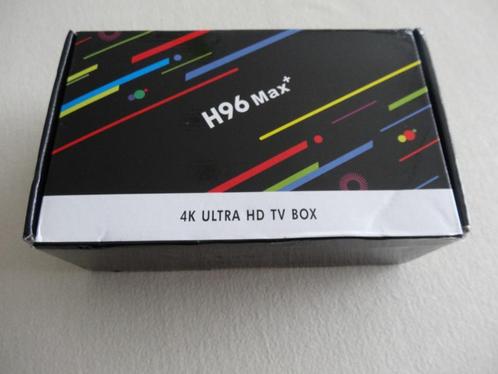 H96 Max+
4K ULTRA HD TV BOX